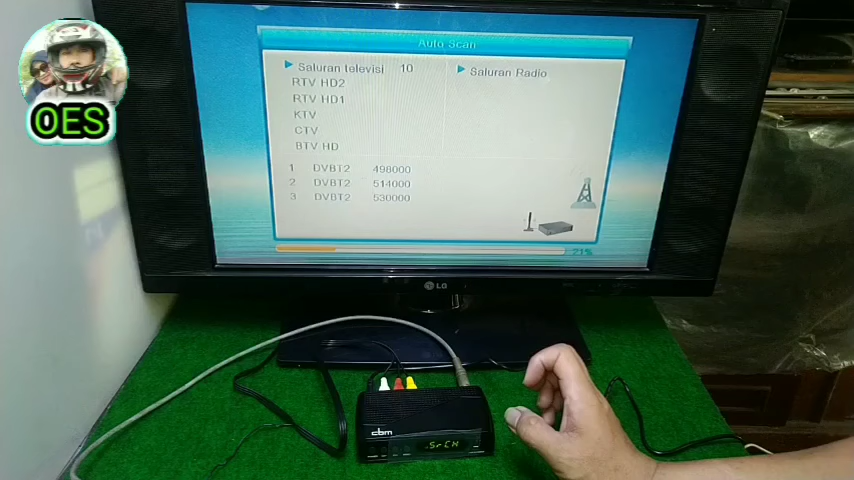 OES
Auto Scan
Saluran televisi 10
Saluran Radio
RTV HD2
RTV HD1
KTV
CTV
BTV HD
1 DVBT2 498000
2 DVBT2 514000
3 DVBT2 530000
21%
LG
cbm
SrCH